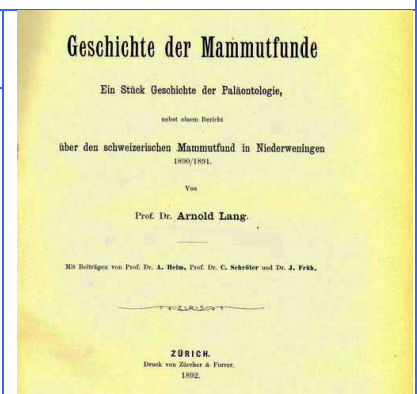 Geschichte der Mammutfunde
Ein Stück Geschichte der Paläontologie,
nebst einem Bericht
über den schweizerischen Mammutfund in Niederweningen
1890/1891.
Von
Prof. Dr. Arnold Lang.
Mit Beiträgen von Prof. Dr. A. Heim, Prof. Dr. C. Schröter und Dr. J. Früh.
ZÜRICH.
Druck von Zürcher & Furrer.
1892.